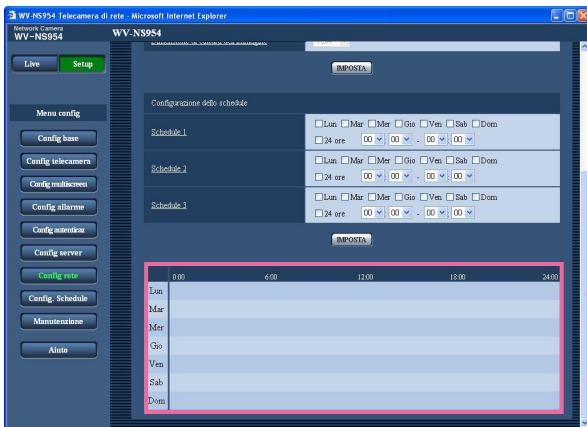 WV-NS954 Telecamera di rete - Microsoft Internet Explorer
Network Camera
WV-NS954
WV-NS954
Live Setup
IMPOSTA
Menu config
Config base
Config telecamera
Config multiscreen
Config allarme
Config autenticaz
Config server
Config rete
Config. Schedule
Manutenzione
Aiuto
Configurazione dello schedule
Schedule 1
Lun Mar Mer Gio Ven Sab Dom
24 ore 00 : 00 - 00 : 00
Schedule 2
Lun Mar Mer Gio Ven Sab Dom
24 ore 00 : 00 - 00 : 00
Schedule 3
Lun Mar Mer Gio Ven Sab Dom
24 ore 00 : 00 - 00 : 00
IMPOSTA
0:00 6:00 12:00 18:00 24:00
Lun
Mar
Mer
Gio
Ven
Sab
Dom